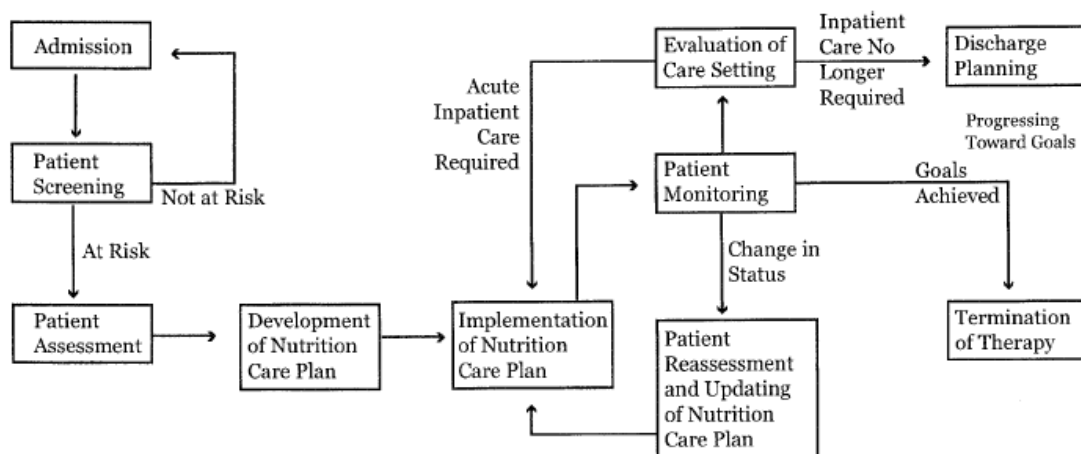 Admission
Patient
Screening
Not at Risk
At Risk
Patient
Assessment
Development
of Nutrition
Care Plan
Implementation
of Nutrition
Care Plan
Acute
Inpatient
Care
Required
Evaluation of
Care Setting
Inpatient
Care No
Longer
Required
Discharge
Planning
Progressing
Toward Goals
Patient
Monitoring
Goals
Achieved
Change in
Status
Patient
Reassessment
and Updating
of Nutrition
Care Plan
Termination
of Therapy